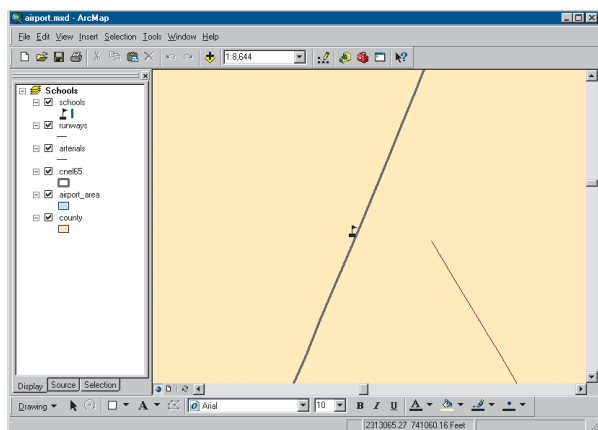 airport.mxd - ArcMap
File Edit View Insert Selection Tools Window Help
1:8,644
Schools
schools
runways
arterials
cnel65
airport_area
county
Display Source Selection
Drawing A Arial 10 B I U A
2313065.27 741060.16 Feet